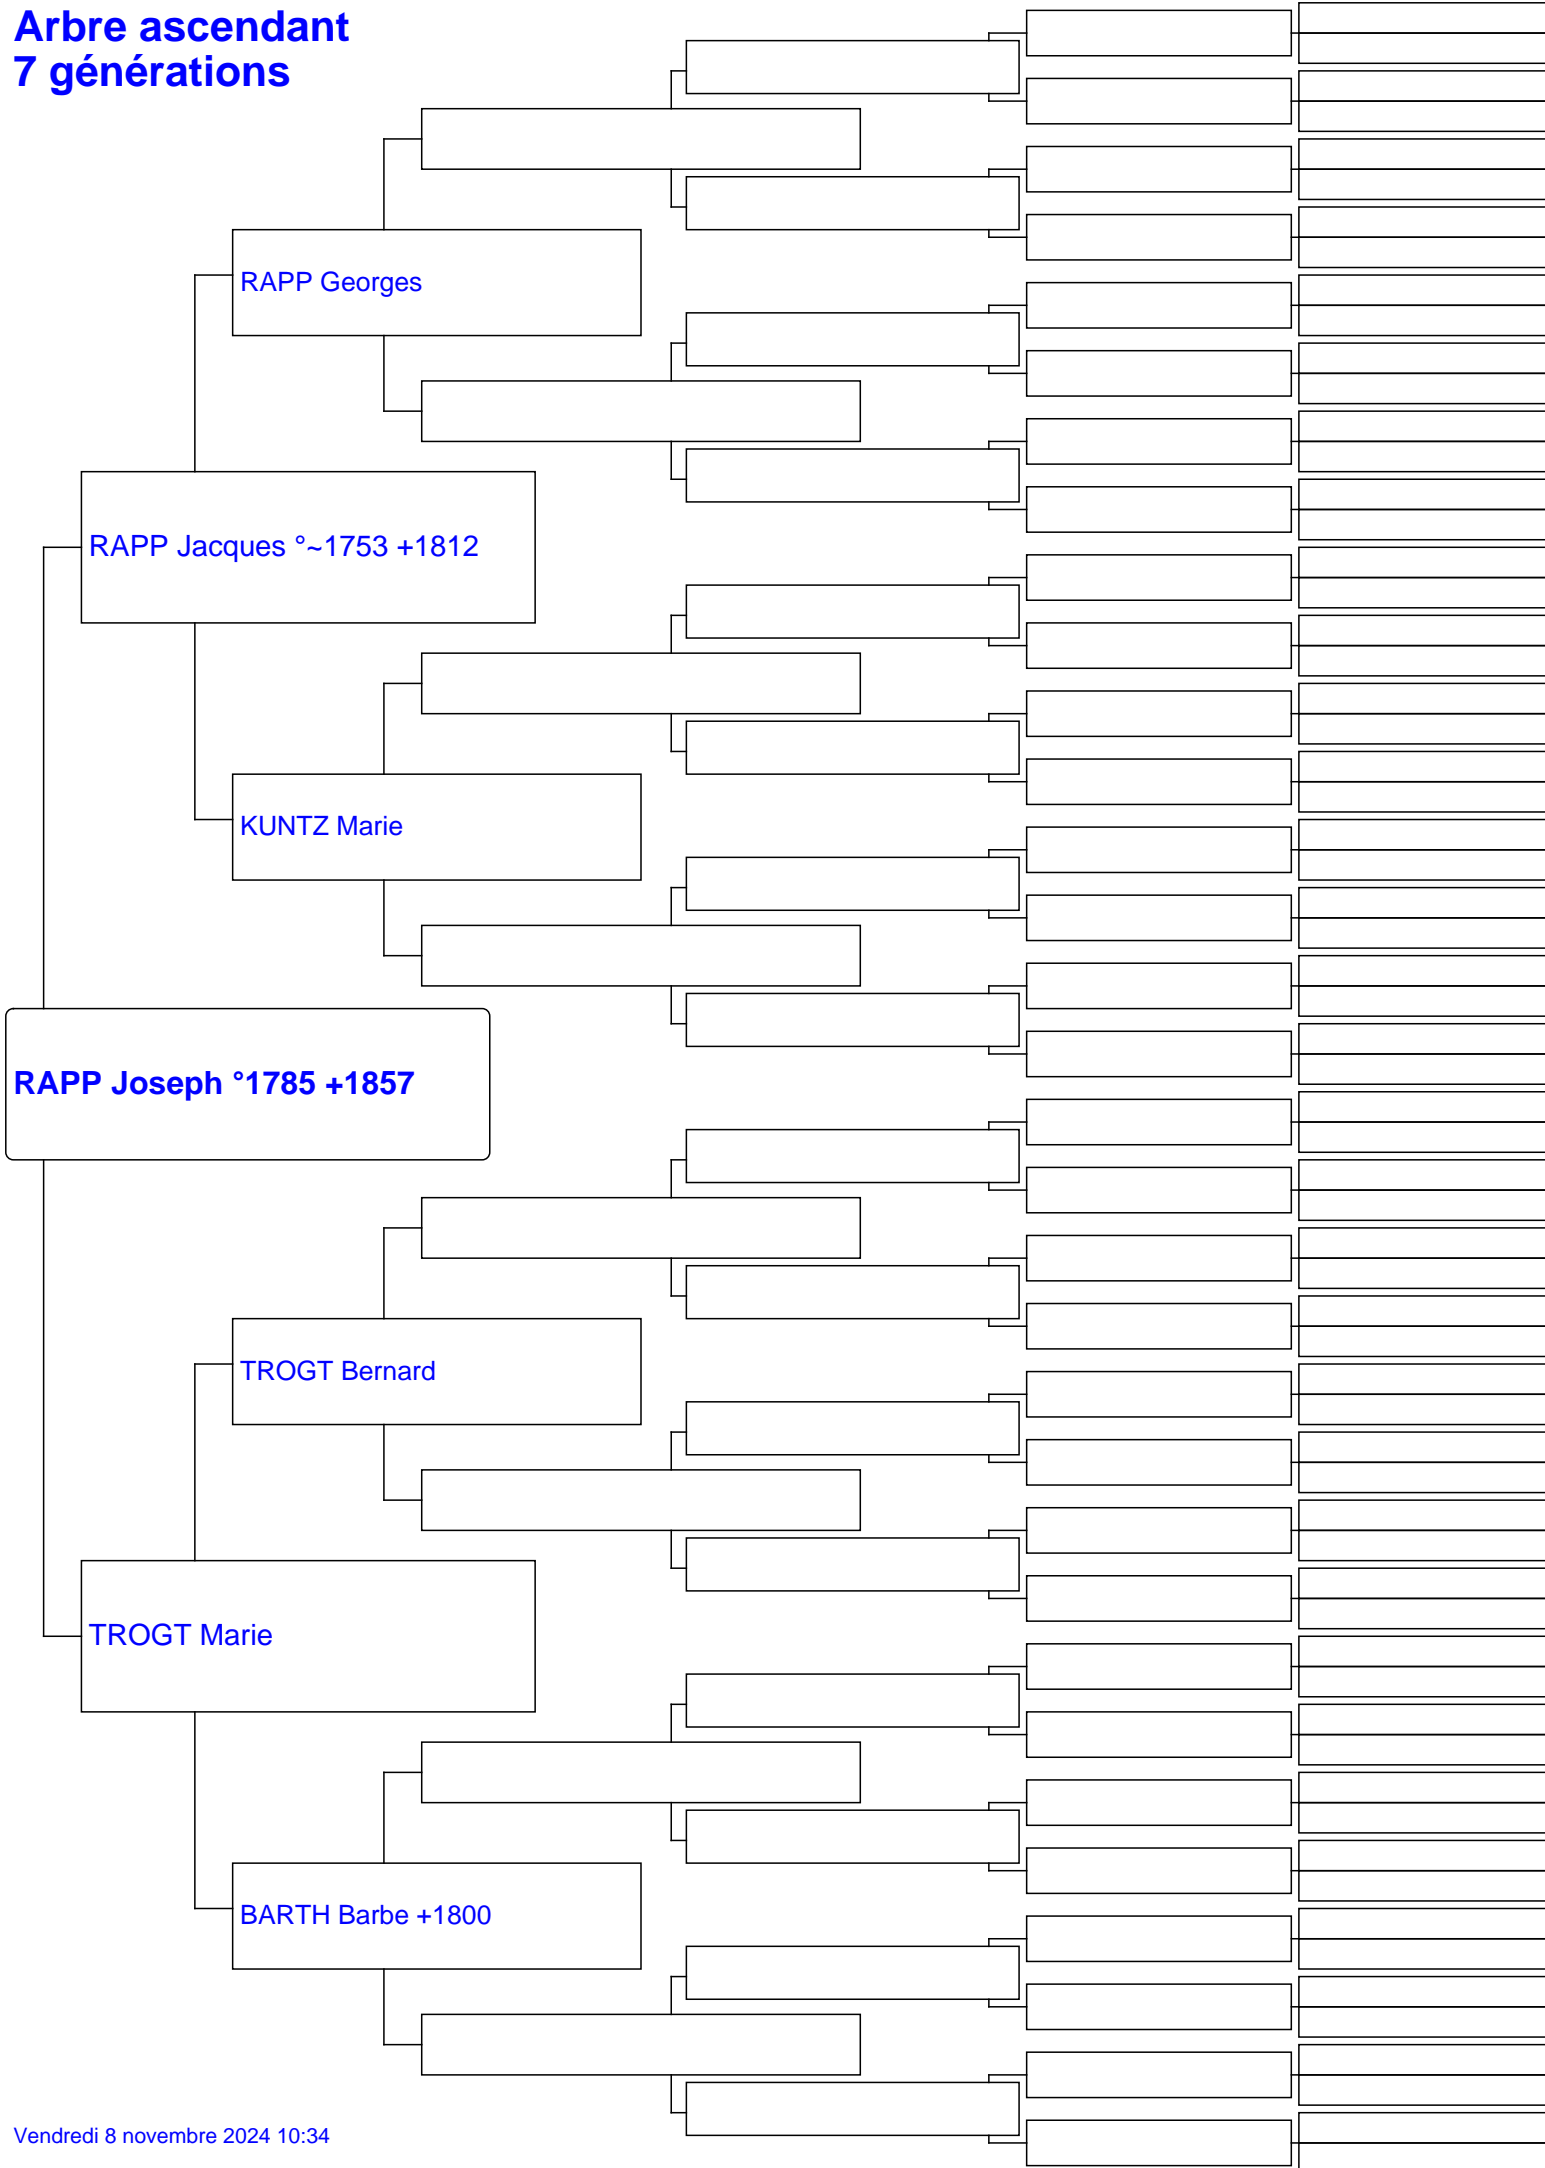 Arbre ascendant
7 générations
RAPP Georges
RAPP Jacques °~1753 +1812
KUNTZ Marie
RAPP Joseph °1785 +1857
TROGT Bernard
TROGT Marie
BARTH Barbe +1800
Vendredi 8 novembre 2024 10:34